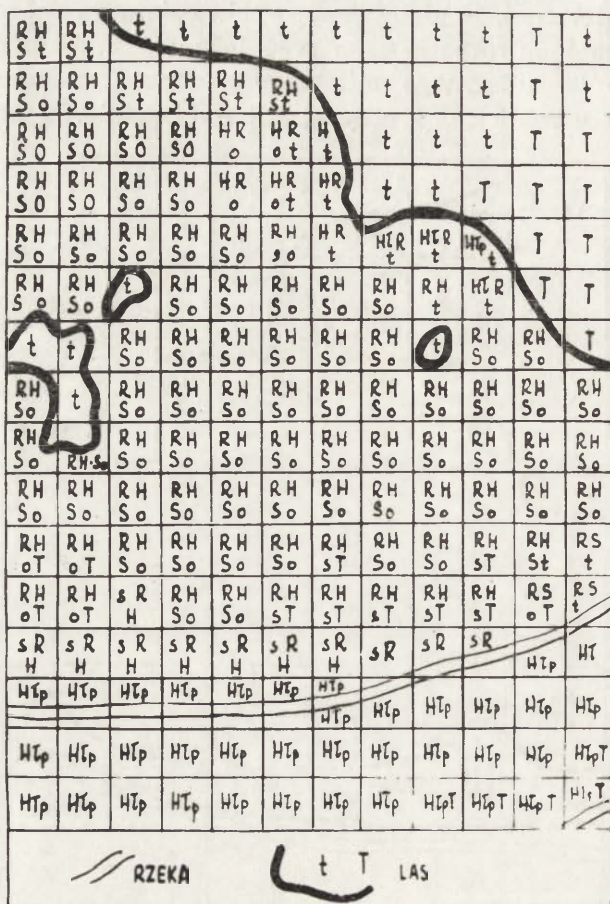 RH RH t t t t t t t t T t
St St
RH RH RH RH RH RH t t t t T t
So So St St St St
RH RH RH RH HR HR H t t t T T
SO SO SO SO o ot t
RH RH RH RH HR HR HR t t T T T
SO SO So So o ot t
RH RH RH RH RH RH HR HTR HTR HTp T T
So So So So So so t t t t
RH RH t RH RH RH RH RH RH HTR T T
So So So So So So So t t
t t RH RH RH RH RH RH t RH RH T
So So So So So So So So
RH t RH RH RH RH RH RH RH RH RH RH
So So So So So So So So So So So
RH RH RH RH RH RH RH RH RH RH RH
So RH·So So So So So So So So So So So
RH RH RH RH RH RH RH RH RH RH RH RH
So So So So So So So So So So So So
RH RH RH RH RH RH RH RH RH RH RH RS
oT oT So So So So sT So So sT St t
RH RH sR RH RH RH RH RH RH RH RS RS
oT oT H So So sT sT sT sT sT oT t
sR sR sR sR sR sR sR sR sR sR HTp HT
H H H H H H H
HTp HTp HTp HTp HTp HTp HTp HTp HTp HTp HTp HTp
HTp
HTp HTp HTp HTp HTp HTp HTp HTp HTp HTp HTp HTpT
HTp HTp HTp HTp HTp HTp HTp HTp HTpT HTpT HTpT
RZEKA t T LAS